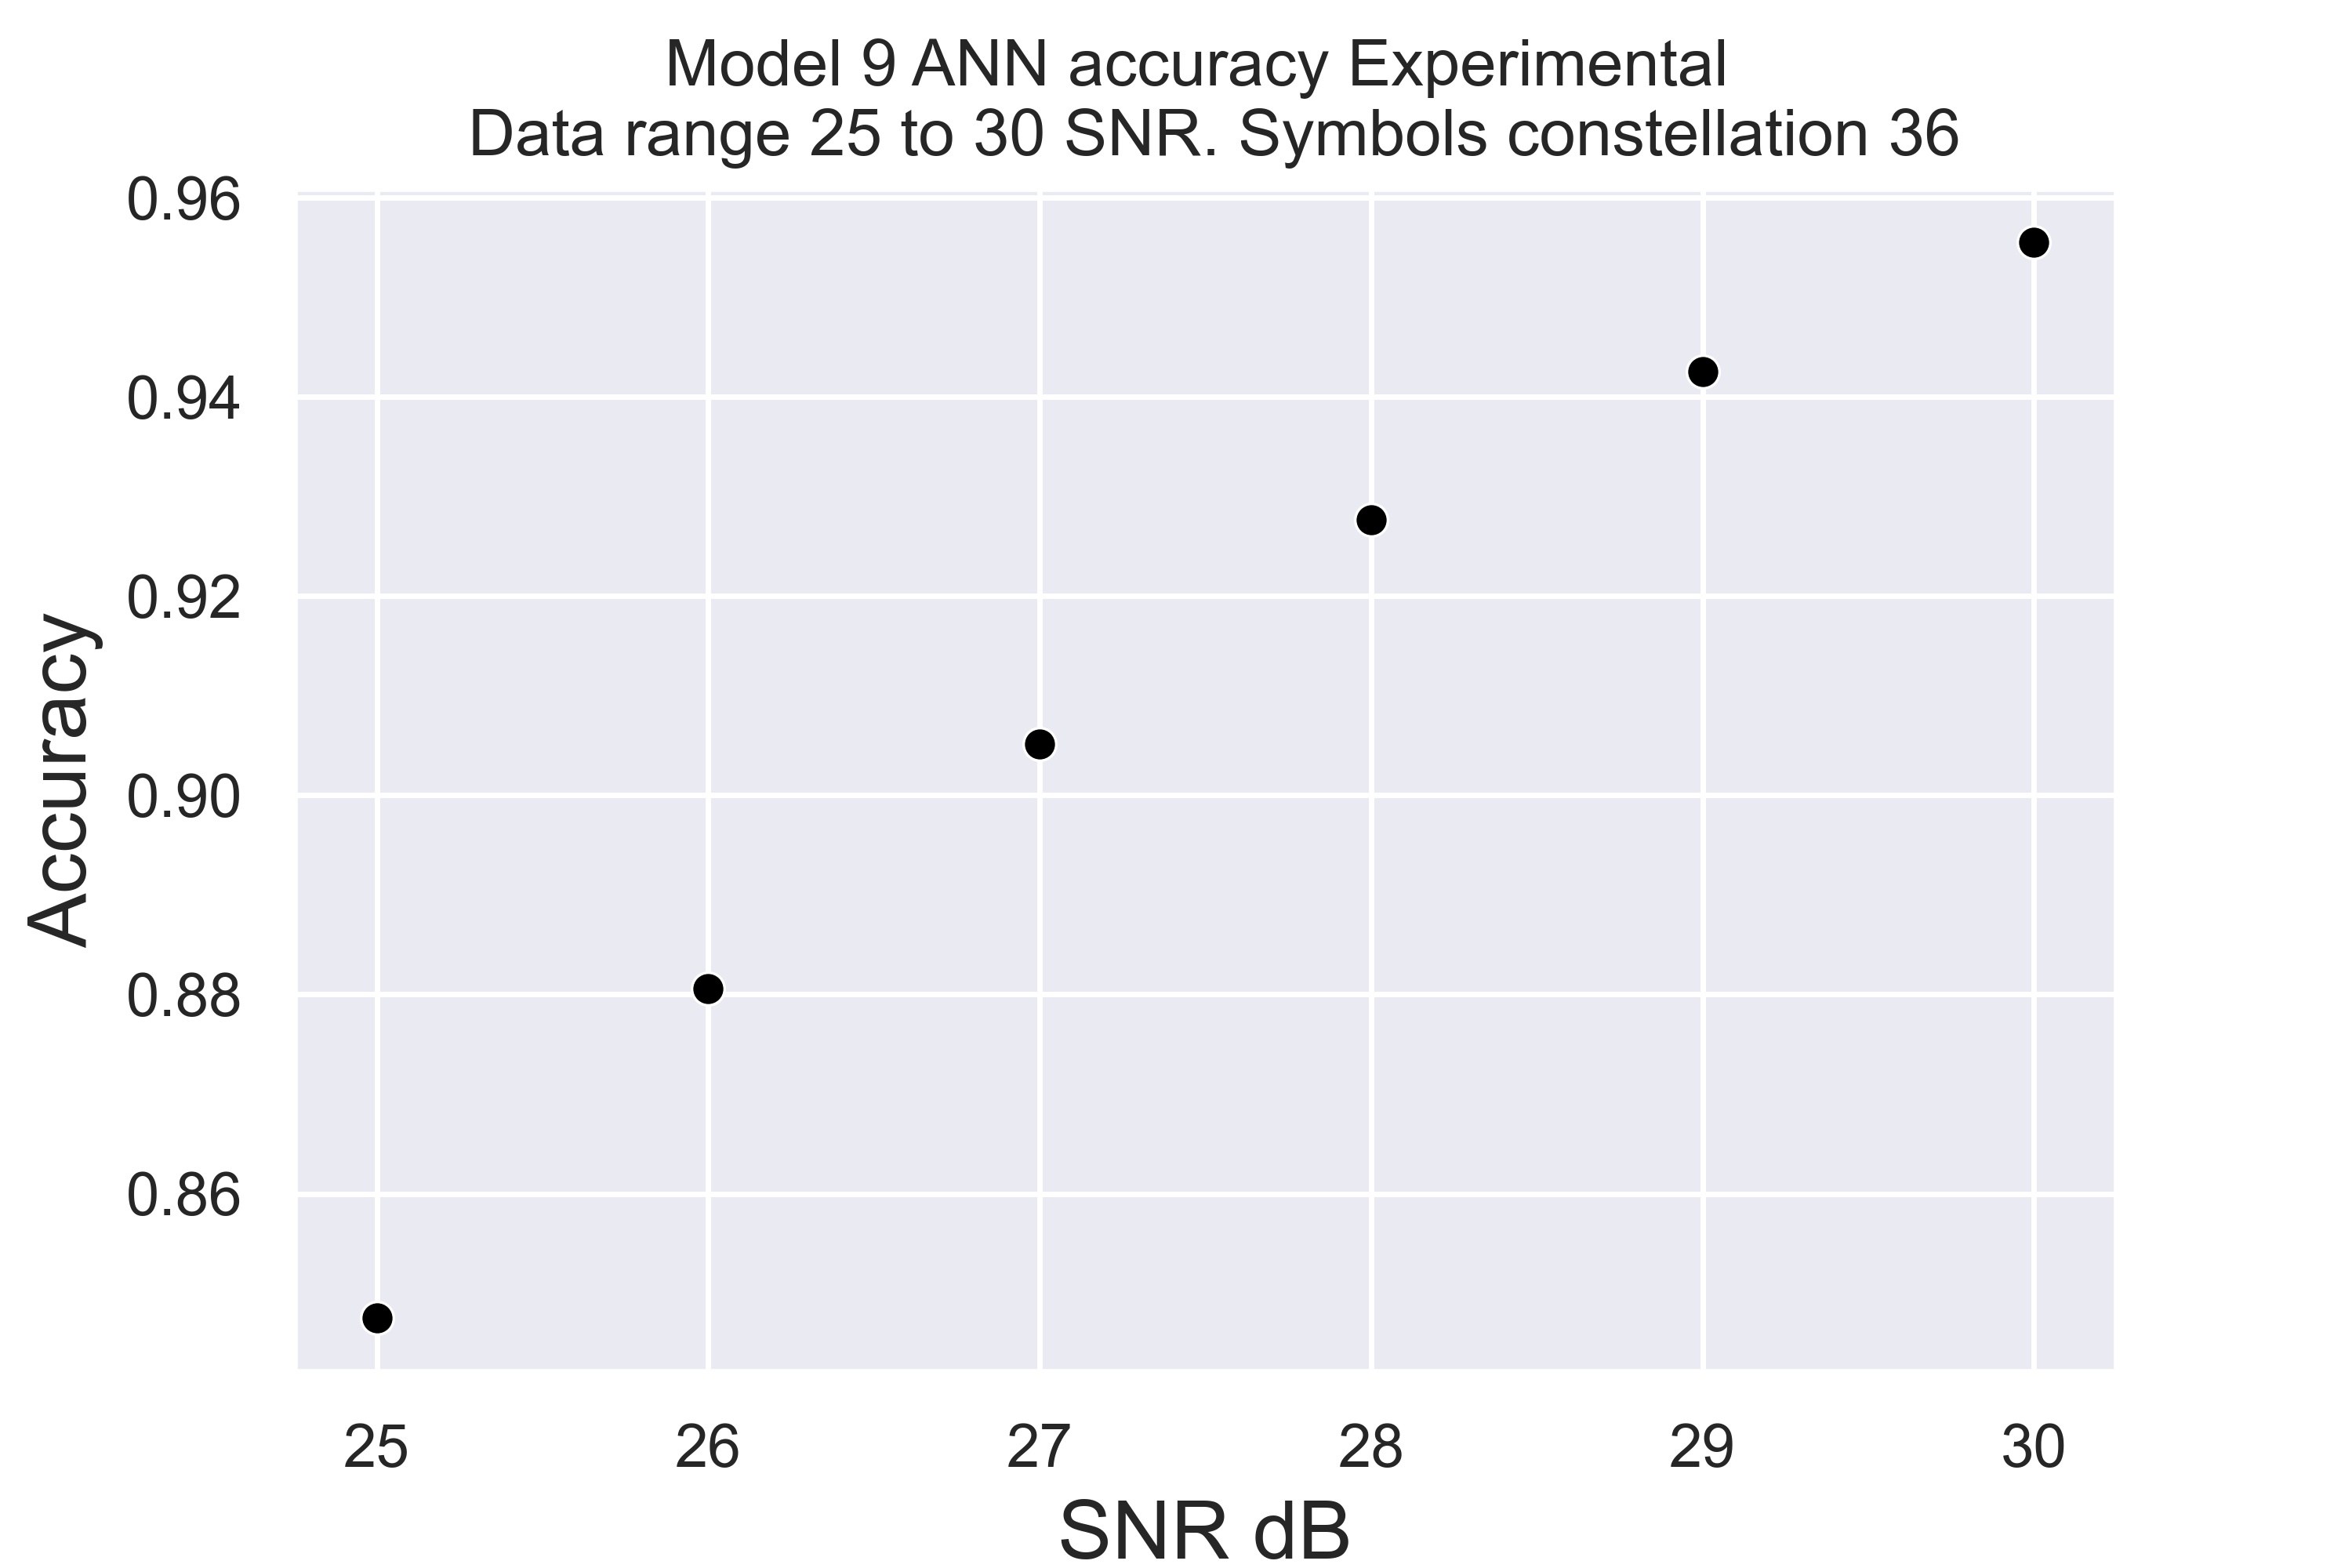 Model 9 ANN accuracy Experimental
Data range 25 to 30 SNR. Symbols constellation 36
0.96
0.94
0.92
0.90
0.88
0.86
Accuracy
25 26 27 28 29 30
SNR dB